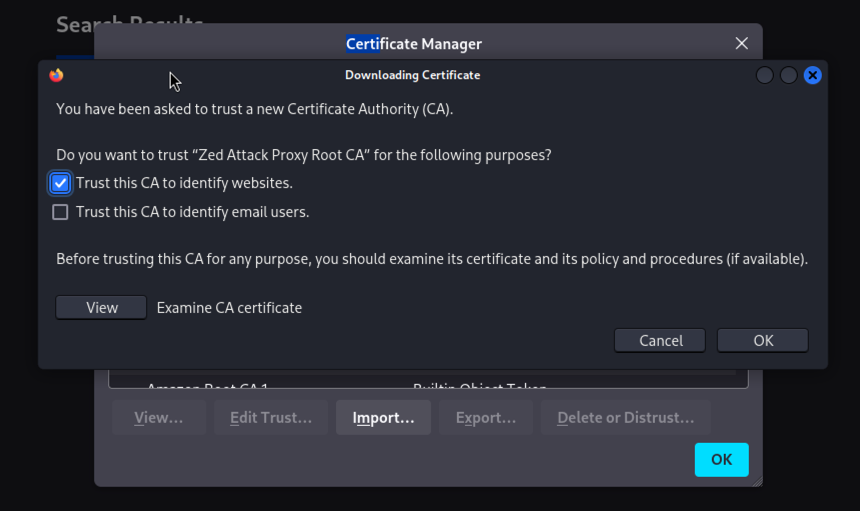 Search Results
Certificate Manager
Downloading Certificate
You have been asked to trust a new Certificate Authority (CA).
Do you want to trust “Zed Attack Proxy Root CA” for the following purposes?
Trust this CA to identify websites.
Trust this CA to identify email users.
Before trusting this CA for any purpose, you should examine its certificate and its policy and procedures (if available).
View Examine CA certificate
Cancel OK
Amazon Root CA 1 Builtin Object Token
View... Edit Trust... Import... Export... Delete or Distrust...
OK